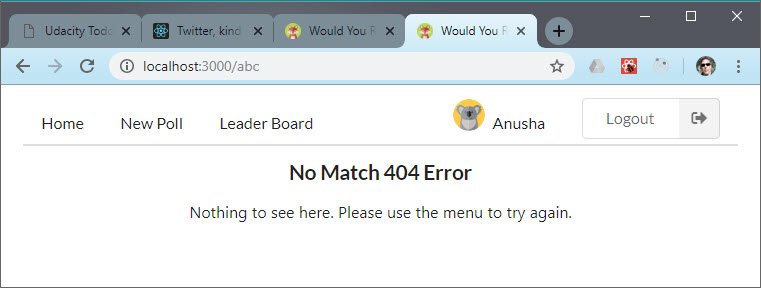 Udacity Todo
Twitter, kind
Would You R
Would You R
localhost:3000/abc
Home New Poll Leader Board Anusha Logout
No Match 404 Error
Nothing to see here. Please use the menu to try again.